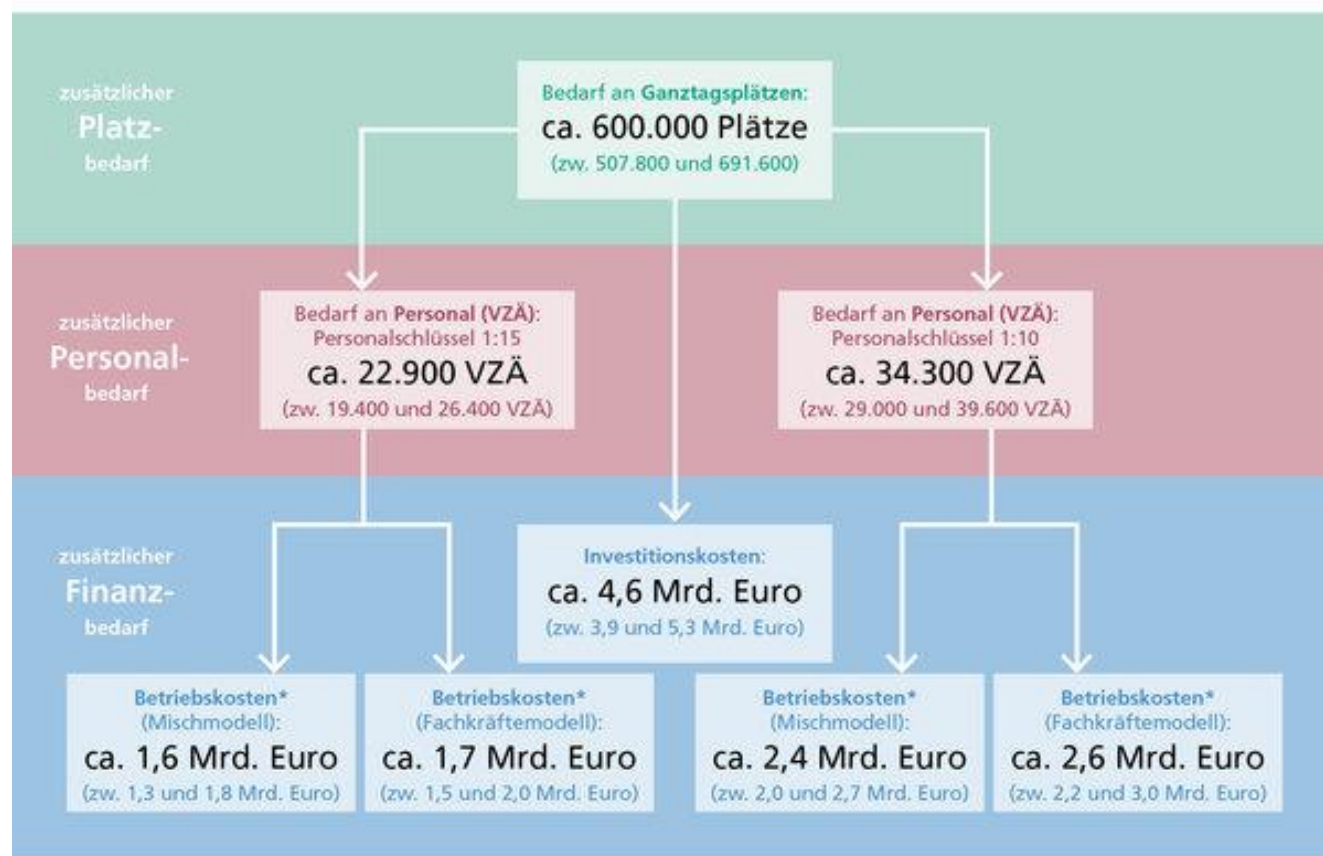 zusätzlicher
Platz-
bedarf
Bedarf an Ganztagsplätzen:
ca. 600.000 Plätze
(zw. 507.800 und 691.600)
zusätzlicher
Personal-
bedarf
Bedarf an Personal (VZÄ):
Personalschlüssel 1:15
ca. 22.900 VZÄ
(zw. 19.400 und 26.400 VZÄ)
Bedarf an Personal (VZÄ):
Personalschlüssel 1:10
ca. 34.300 VZÄ
(zw. 29.000 und 39.600 VZÄ)
zusätzlicher
Finanz-
bedarf
Investitionskosten:
ca. 4,6 Mrd. Euro
(zw. 3,9 und 5,3 Mrd. Euro)
Betriebskosten*
(Mischmodell):
ca. 1,6 Mrd. Euro
(zw. 1,3 und 1,8 Mrd. Euro)
Betriebskosten*
(Fachkräftemodell):
ca. 1,7 Mrd. Euro
(zw. 1,5 und 2,0 Mrd. Euro)
Betriebskosten*
(Mischmodell):
ca. 2,4 Mrd. Euro
(zw. 2,0 und 2,7 Mrd. Euro)
Betriebskosten*
(Fachkräftemodell):
ca. 2,6 Mrd. Euro
(zw. 2,2 und 3,0 Mrd. Euro)